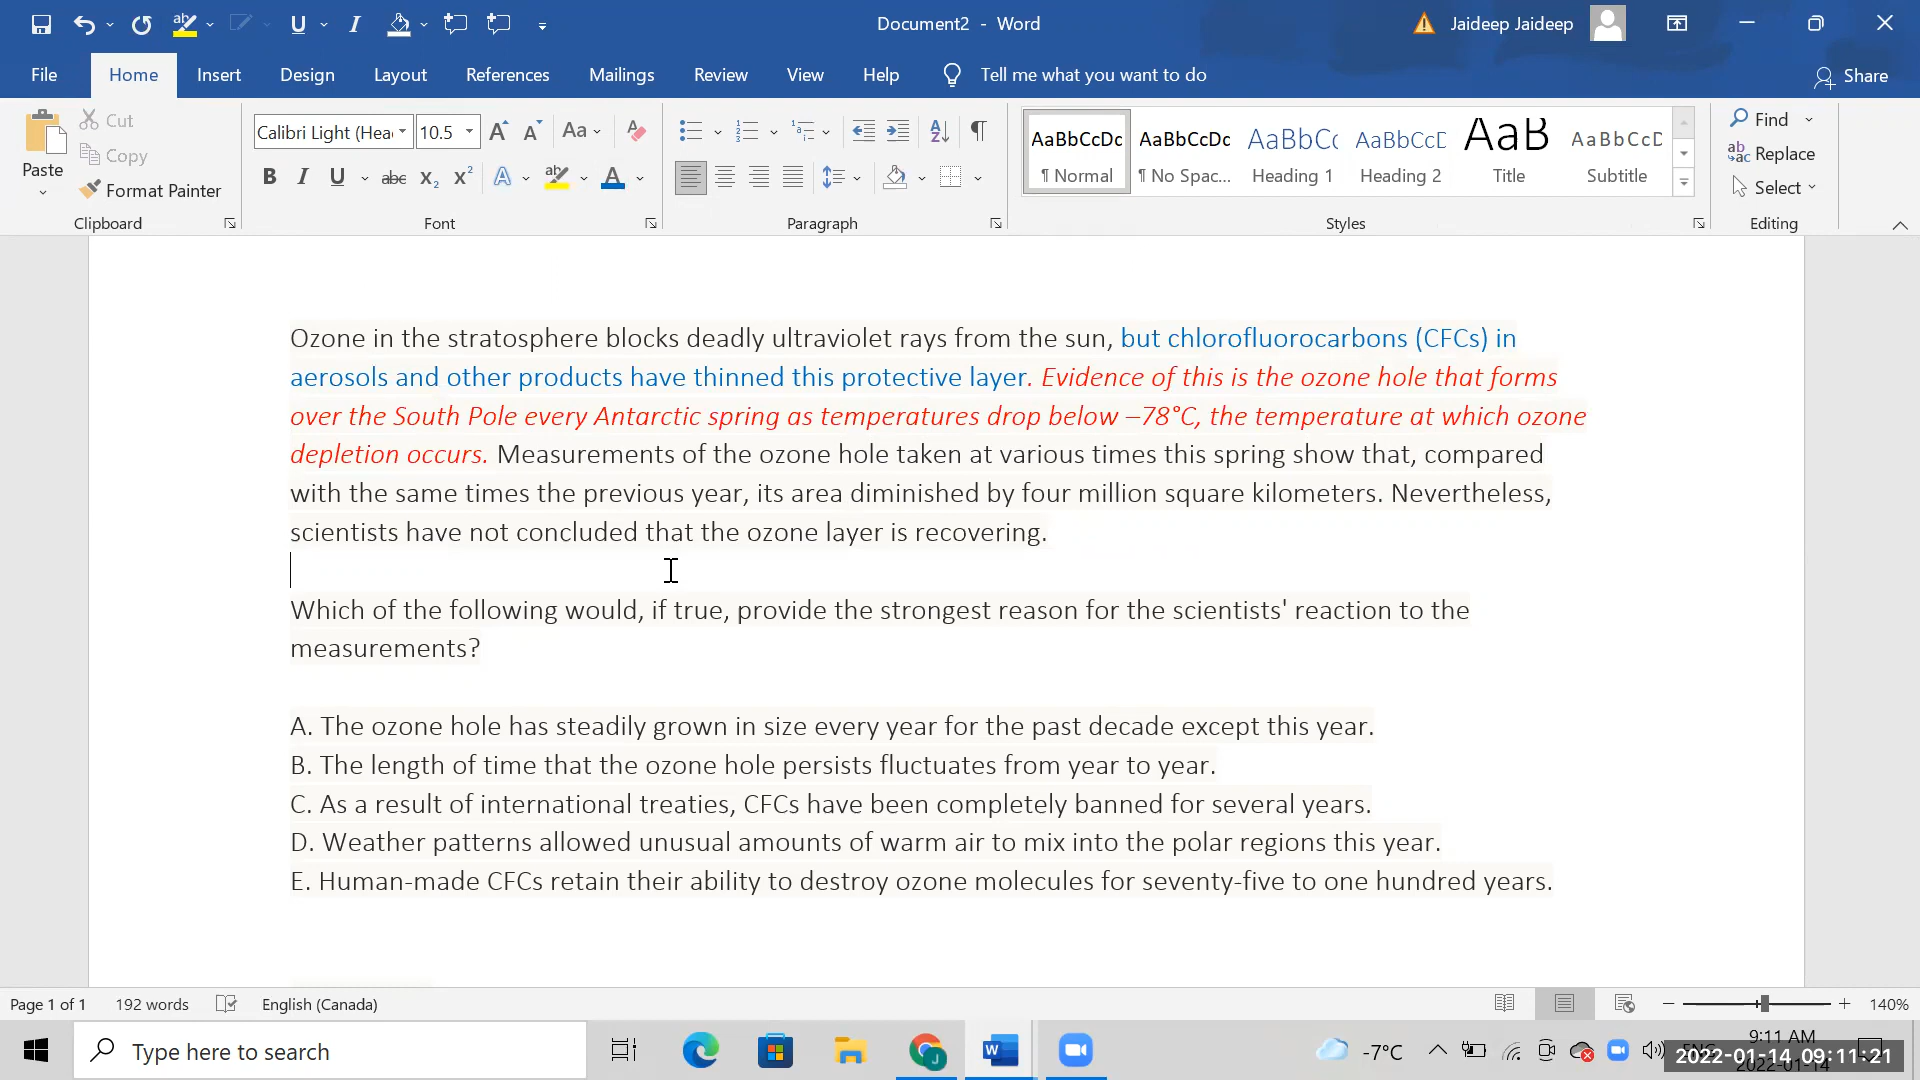 Document2 - Word
Jaideep Jaideep
File Home Insert Design Layout References Mailings Review View Help Tell me what you want to do Share
Paste Cut Copy Format Painter
Calibri Light (Hea 10.5
AaBbCcDc AaBbCcDc AaBbCc AaBbCcD AaB AaBbCcD
¶ Normal ¶ No Spac... Heading 1 Heading 2 Title Subtitle
Find Replace Select
Clipboard Font Paragraph Styles Editing
Ozone in the stratosphere blocks deadly ultraviolet rays from the sun, but chlorofluorocarbons (CFCs) in
aerosols and other products have thinned this protective layer. Evidence of this is the ozone hole that forms
over the South Pole every Antarctic spring as temperatures drop below –78°C, the temperature at which ozone
depletion occurs. Measurements of the ozone hole taken at various times this spring show that, compared
with the same times the previous year, its area diminished by four million square kilometers. Nevertheless,
scientists have not concluded that the ozone layer is recovering.
Which of the following would, if true, provide the strongest reason for the scientists' reaction to the
measurements?
A. The ozone hole has steadily grown in size every year for the past decade except this year.
B. The length of time that the ozone hole persists fluctuates from year to year.
C. As a result of international treaties, CFCs have been completely banned for several years.
D. Weather patterns allowed unusual amounts of warm air to mix into the polar regions this year.
E. Human-made CFCs retain their ability to destroy ozone molecules for seventy-five to one hundred years.
Page 1 of 1 192 words English (Canada) 140%
Type here to search
-7°C
9:11 AM
2022-01-14 09:11:21
2022-01-14